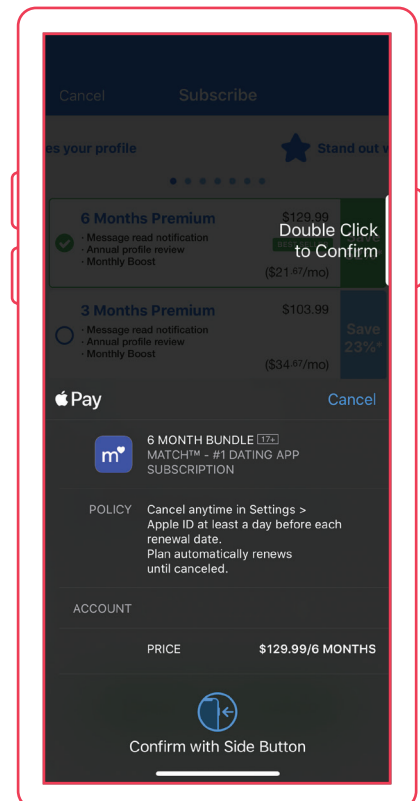 Cancel
Subscribe
es your profile
Stand out w
6 Months Premium
$129.99
· Message read notification
· Annual profile review
· Monthly Boost
($21.67/mo)
Double Click
to Confirm
3 Months Premium
$103.99
· Message read notification
· Annual profile review
· Monthly Boost
($34.67/mo)
Save
23%*
Pay
Cancel
m
6 MONTH BUNDLE 17+
MATCH™ - #1 DATING APP
SUBSCRIPTION
POLICY
Cancel anytime in Settings >
Apple ID at least a day before each
renewal date.
Plan automatically renews
until canceled.
ACCOUNT
PRICE
$129.99/6 MONTHS
Confirm with Side Button